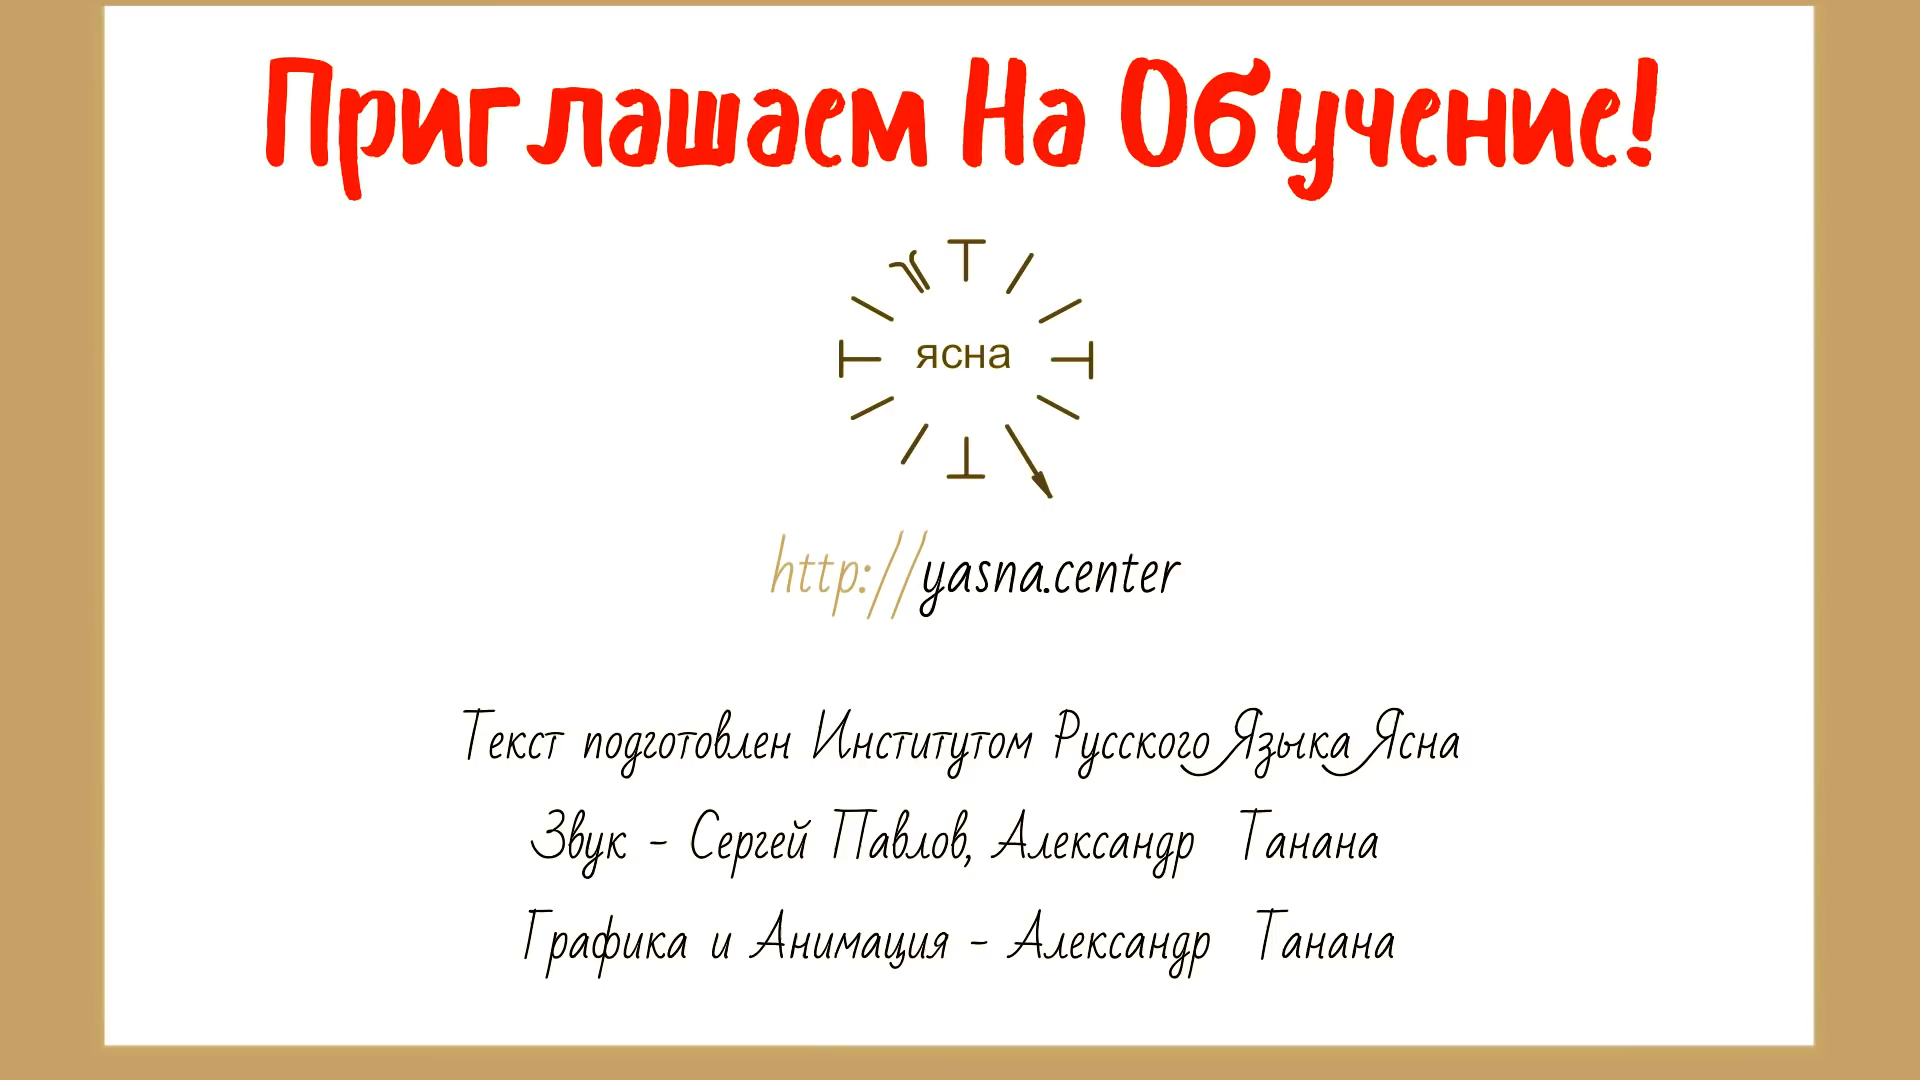 Приглашаем На Обучение!
ясна
http://yasna.center
Текст подготовлен Институтом Русского Языка Ясна
Звук - Сергей Павлов, Александр Танана
Графика и Анимация - Александр Танана